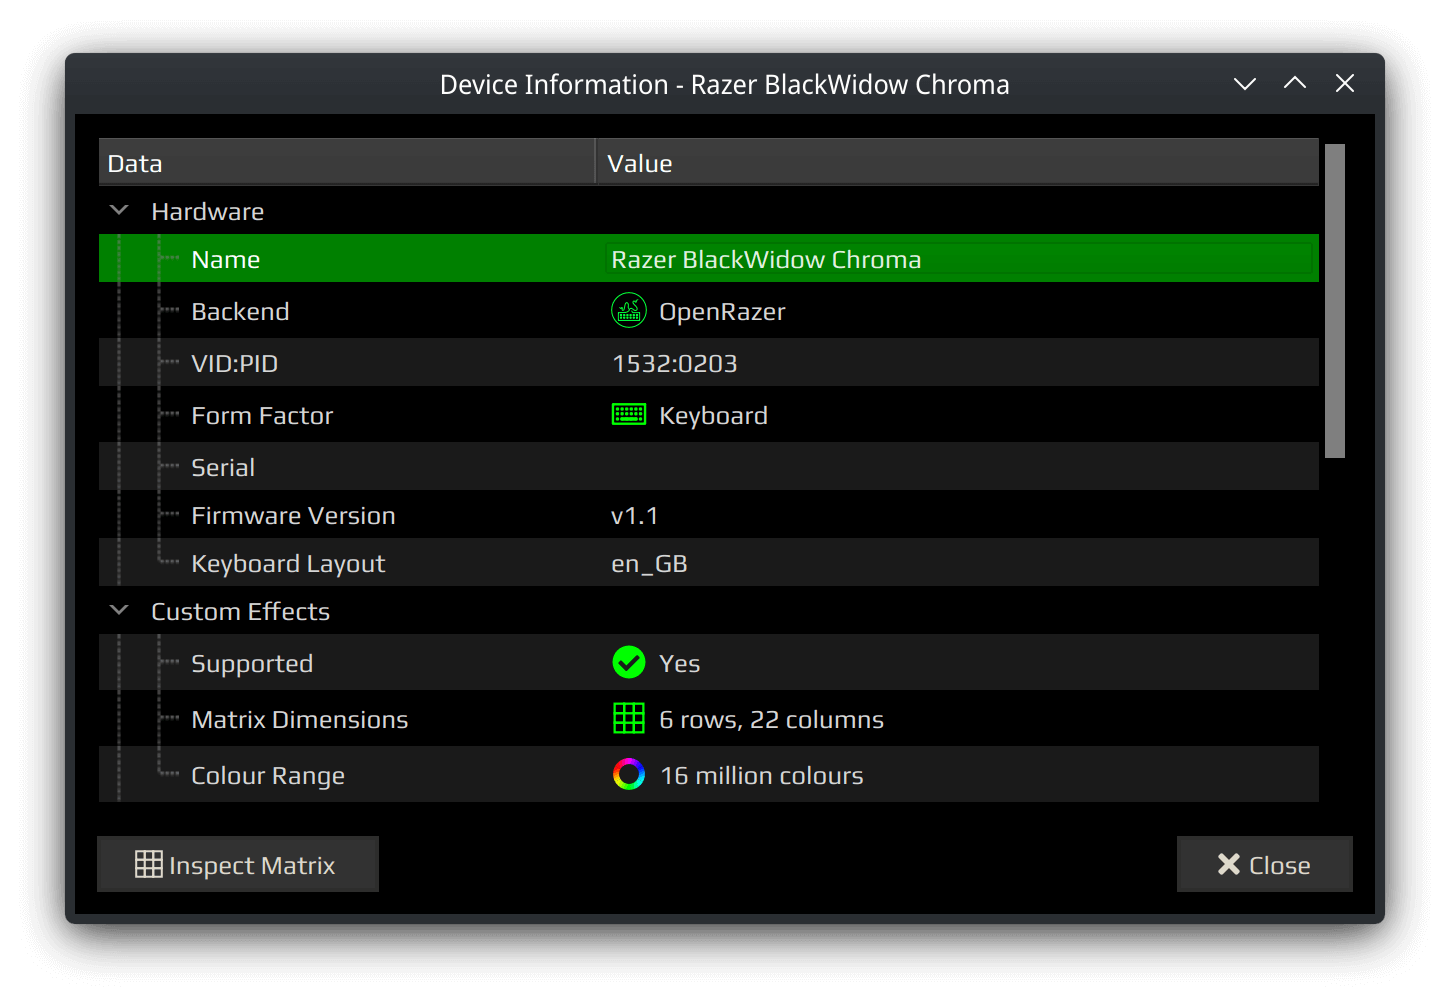 Device Information - Razer BlackWidow Chroma
Data Value
Hardware
Name Razer BlackWidow Chroma
Backend OpenRazer
VID:PID 1532:0203
Form Factor Keyboard
Serial
Firmware Version v1.1
Keyboard Layout en_GB
Custom Effects
Supported Yes
Matrix Dimensions 6 rows, 22 columns
Colour Range 16 million colours
Inspect Matrix Close